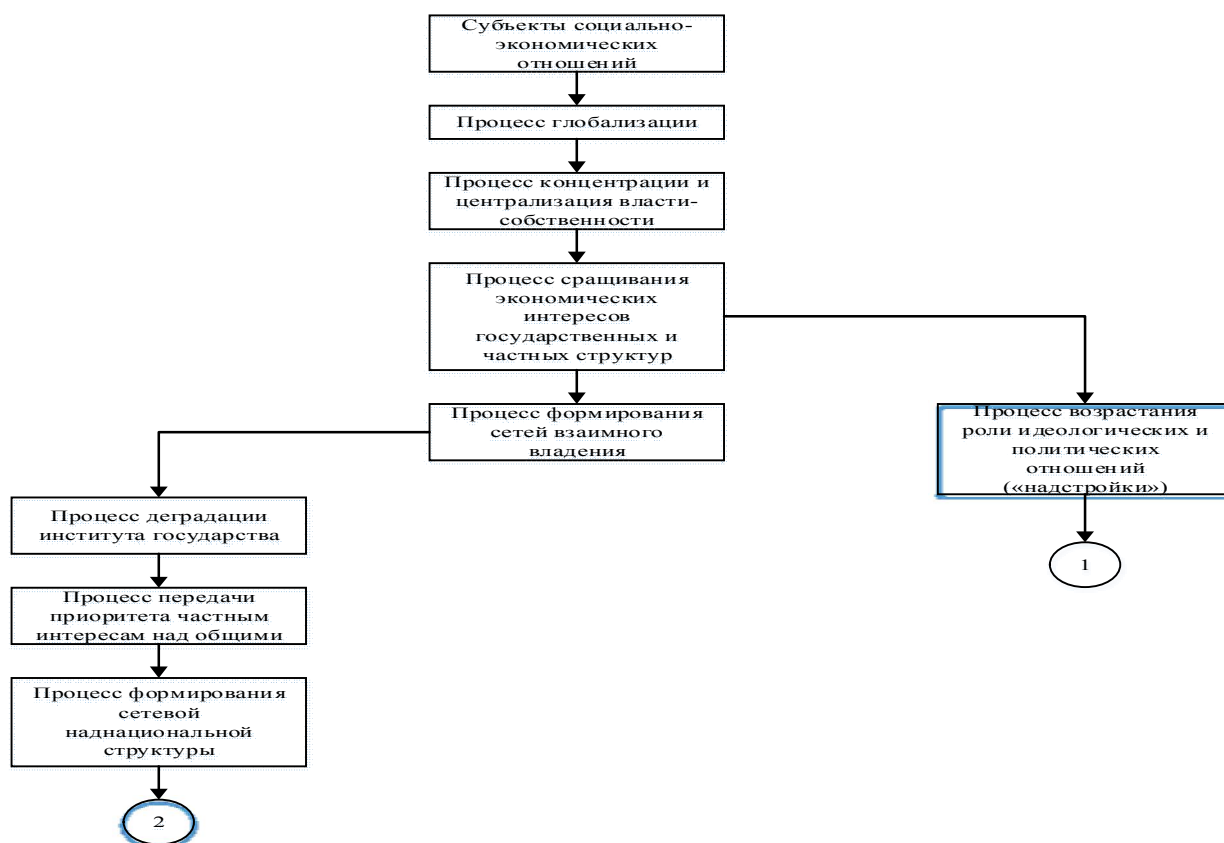 Субъекты социально-
экономических
отношений
Процесс глобализации
Процесс концентрации и
централизация власти-
собственности
Процесс сращивания
экономических
интересов
государственных и
частных структур
Процесс формирования
сетей взаимного
владения
Процесс возрастания
роли идеологических и
политических
отношений
(«надстройки»)
1
Процесс деградации
института государства
Процесс передачи
приоритета частным
интересам над общими
Процесс формирования
сетевой
наднациональной
структуры
2